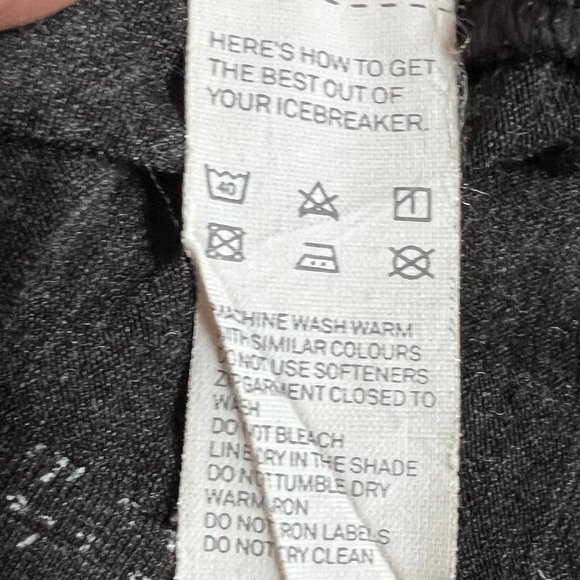 HERE'S HOW TO GET
THE BEST OUT OF
YOUR ICEBREAKER.
40
MACHINE WASH WARM
WITH SIMILAR COLOURS
DO NOT USE SOFTENERS
ZIP GARMENT CLOSED TO
WASH
DO NOT BLEACH
LINE DRY IN THE SHADE
DO NOT TUMBLE DRY
WARM IRON
DO NOT IRON LABELS
DO NOT DRY CLEAN